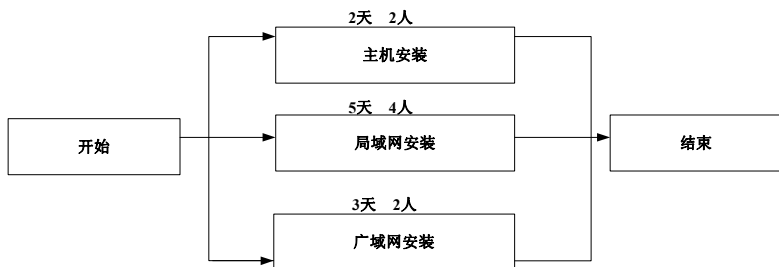 2天 2人
主机安装
5天 4人
开始
局域网安装
结束
3天 2人
广域网安装